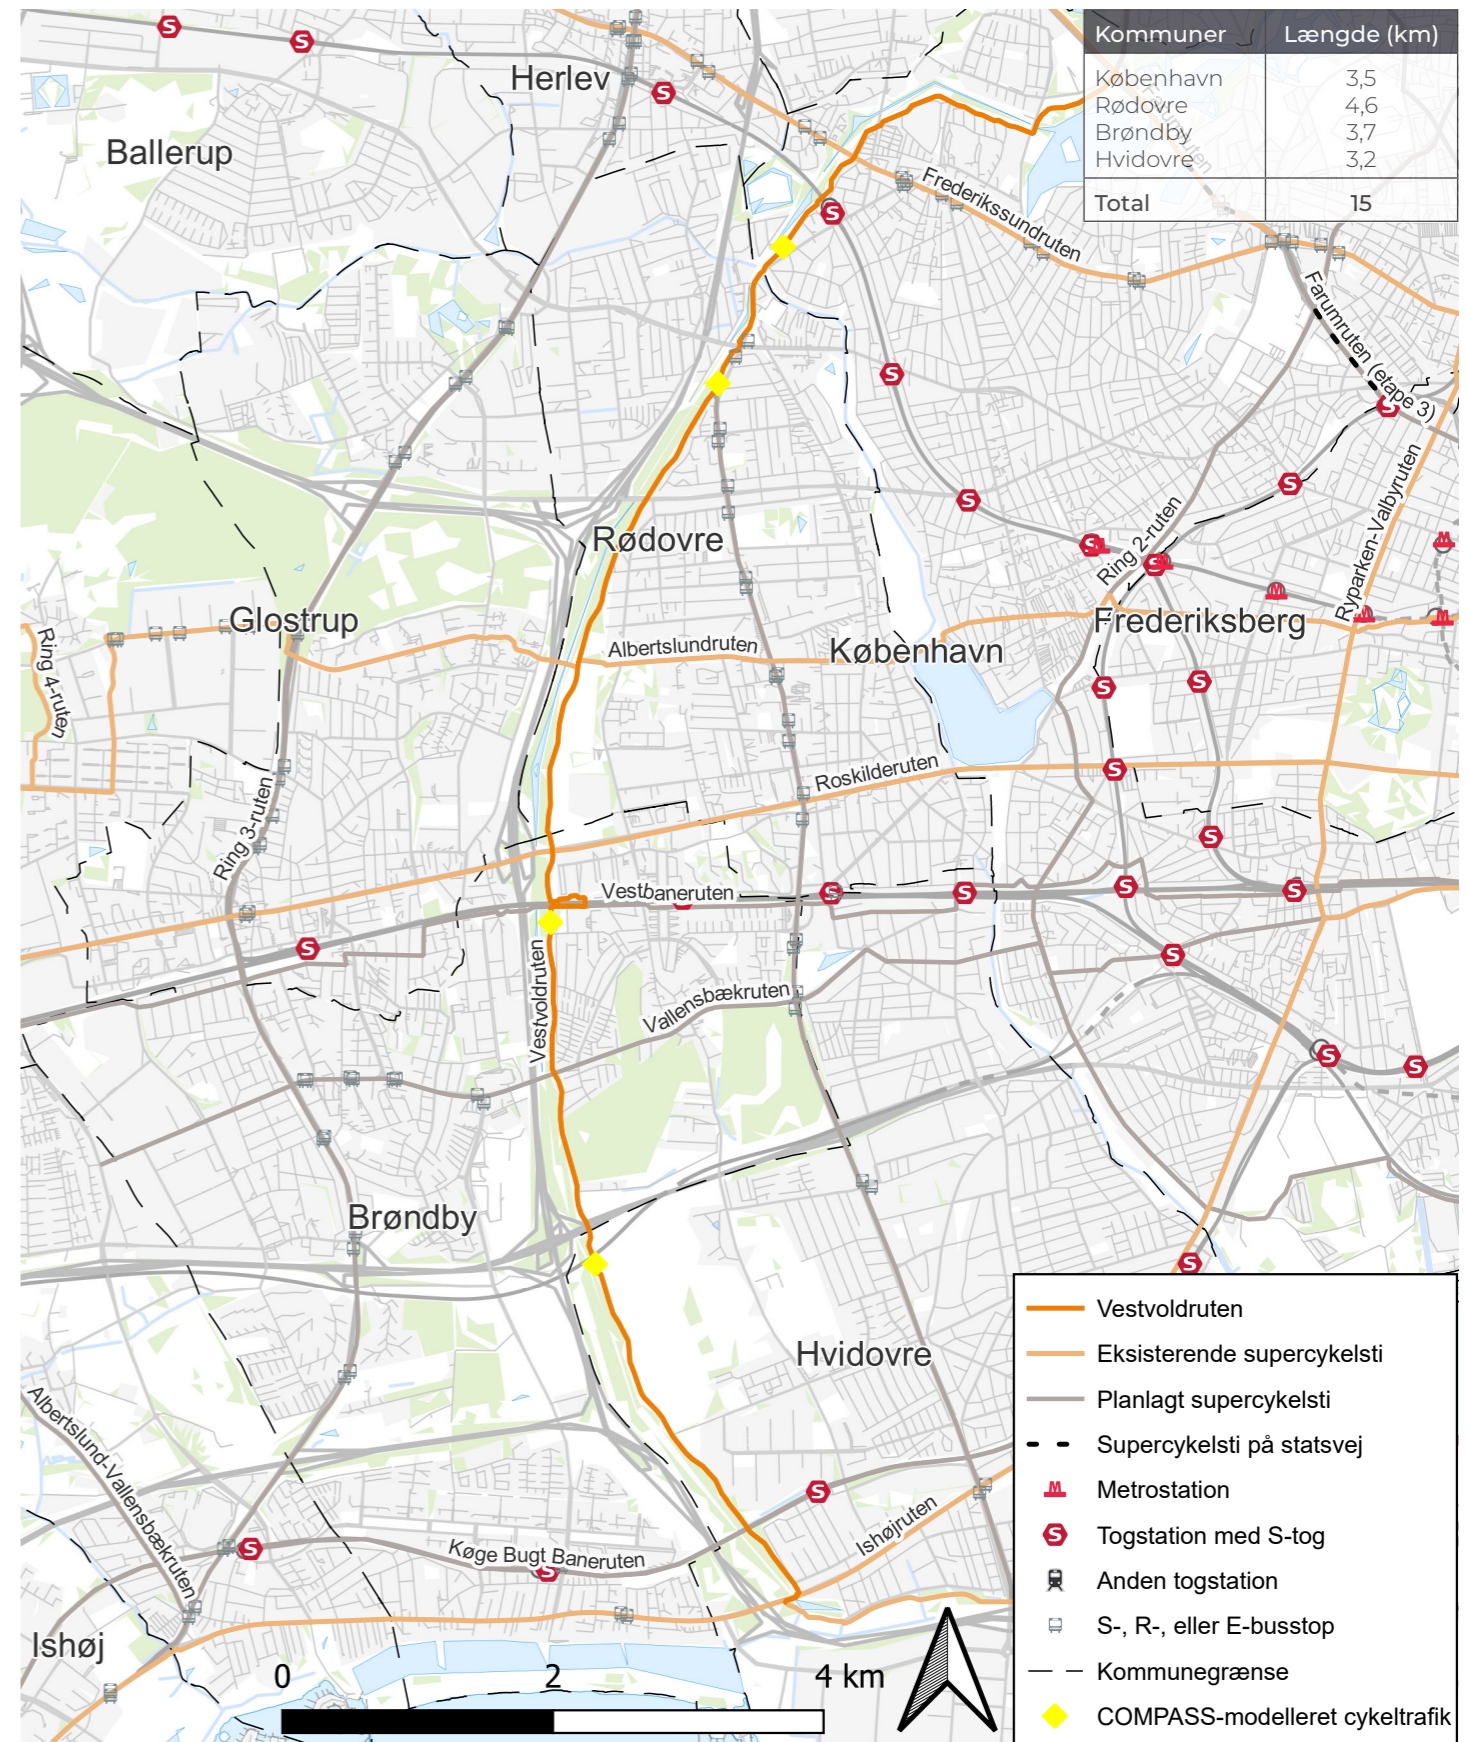 Kommuner Længde (km)
København 3,5
Rødovre 4,6
Brøndby 3,7
Hvidovre 3,2
Total 15
Herlev
Ballerup
Frederikssundruten
Farumruten (etape 3)
Rødovre
Ring 2-ruten
Ryparken-Valbyruten
Glostrup
Frederiksberg
Ring 4-ruten
Albertslundruten
København
Roskilderuten
Ring 3-ruten
Vestbaneruten
Vestvoldruten
Vallensbækruten
Brøndby
Hvidovre
Albertslund-Vallensbækruten
Køge Bugt Baneruten
Ishøjruten
Ishøj
0 2 4 km
Vestvoldruten
Eksisterende supercykelsti
Planlagt supercykelsti
Supercykelsti på statsvej
Metrostation
Togstation med S-tog
Anden togstation
S-, R-, eller E-busstop
Kommunegrænse
COMPASS-modelleret cykeltrafik